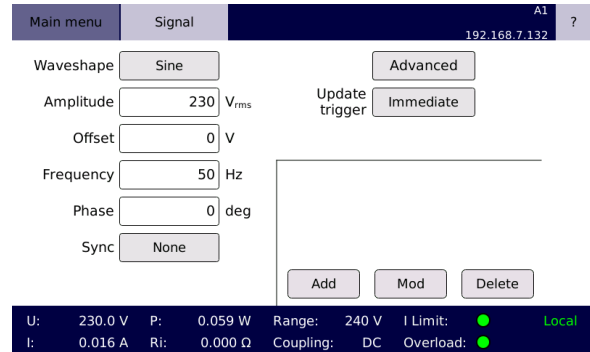 Main menu Signal A1 ?
192.168.7.132
Waveshape Sine Advanced
Amplitude 230 Vrms Update trigger Immediate
Offset 0 V
Frequency 50 Hz
Phase 0 deg
Sync None
Add Mod Delete
U: 230.0 V P: 0.059 W Range: 240 V I Limit: Local
I: 0.016 A Ri: 0.000 Ω Coupling: DC Overload: